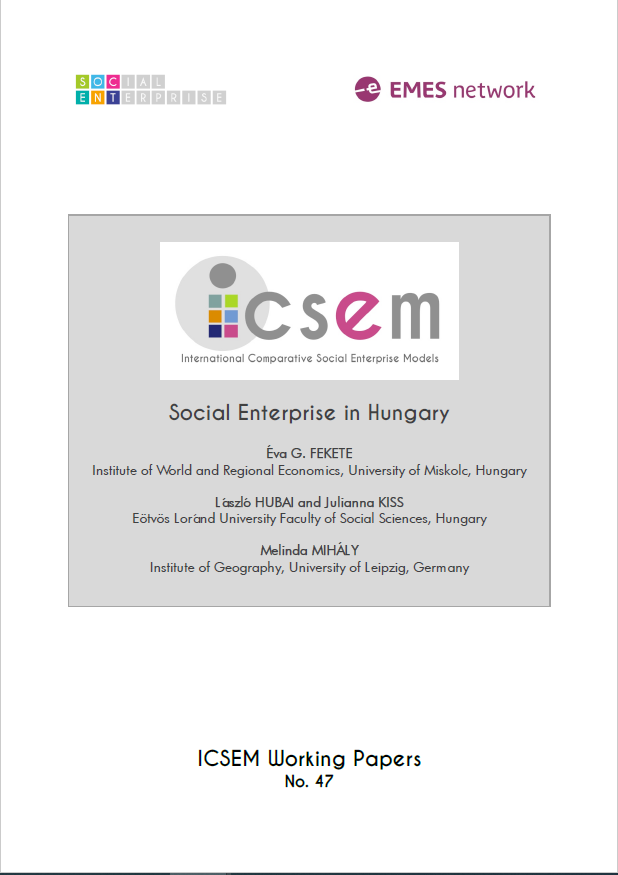 SOCIAL
ENTERPRISE
EMES network
icsem
International Comparative Social Enterprise Models
Social Enterprise in Hungary
Éva G. FEKETE
Institute of World and Regional Economics, University of Miskolc, Hungary
László HUBAI and Julianna KISS
Eötvös Loránd University Faculty of Social Sciences, Hungary
Melinda MIHÁLY
Institute of Geography, University of Leipzig, Germany
ICSEM Working Papers
No. 47